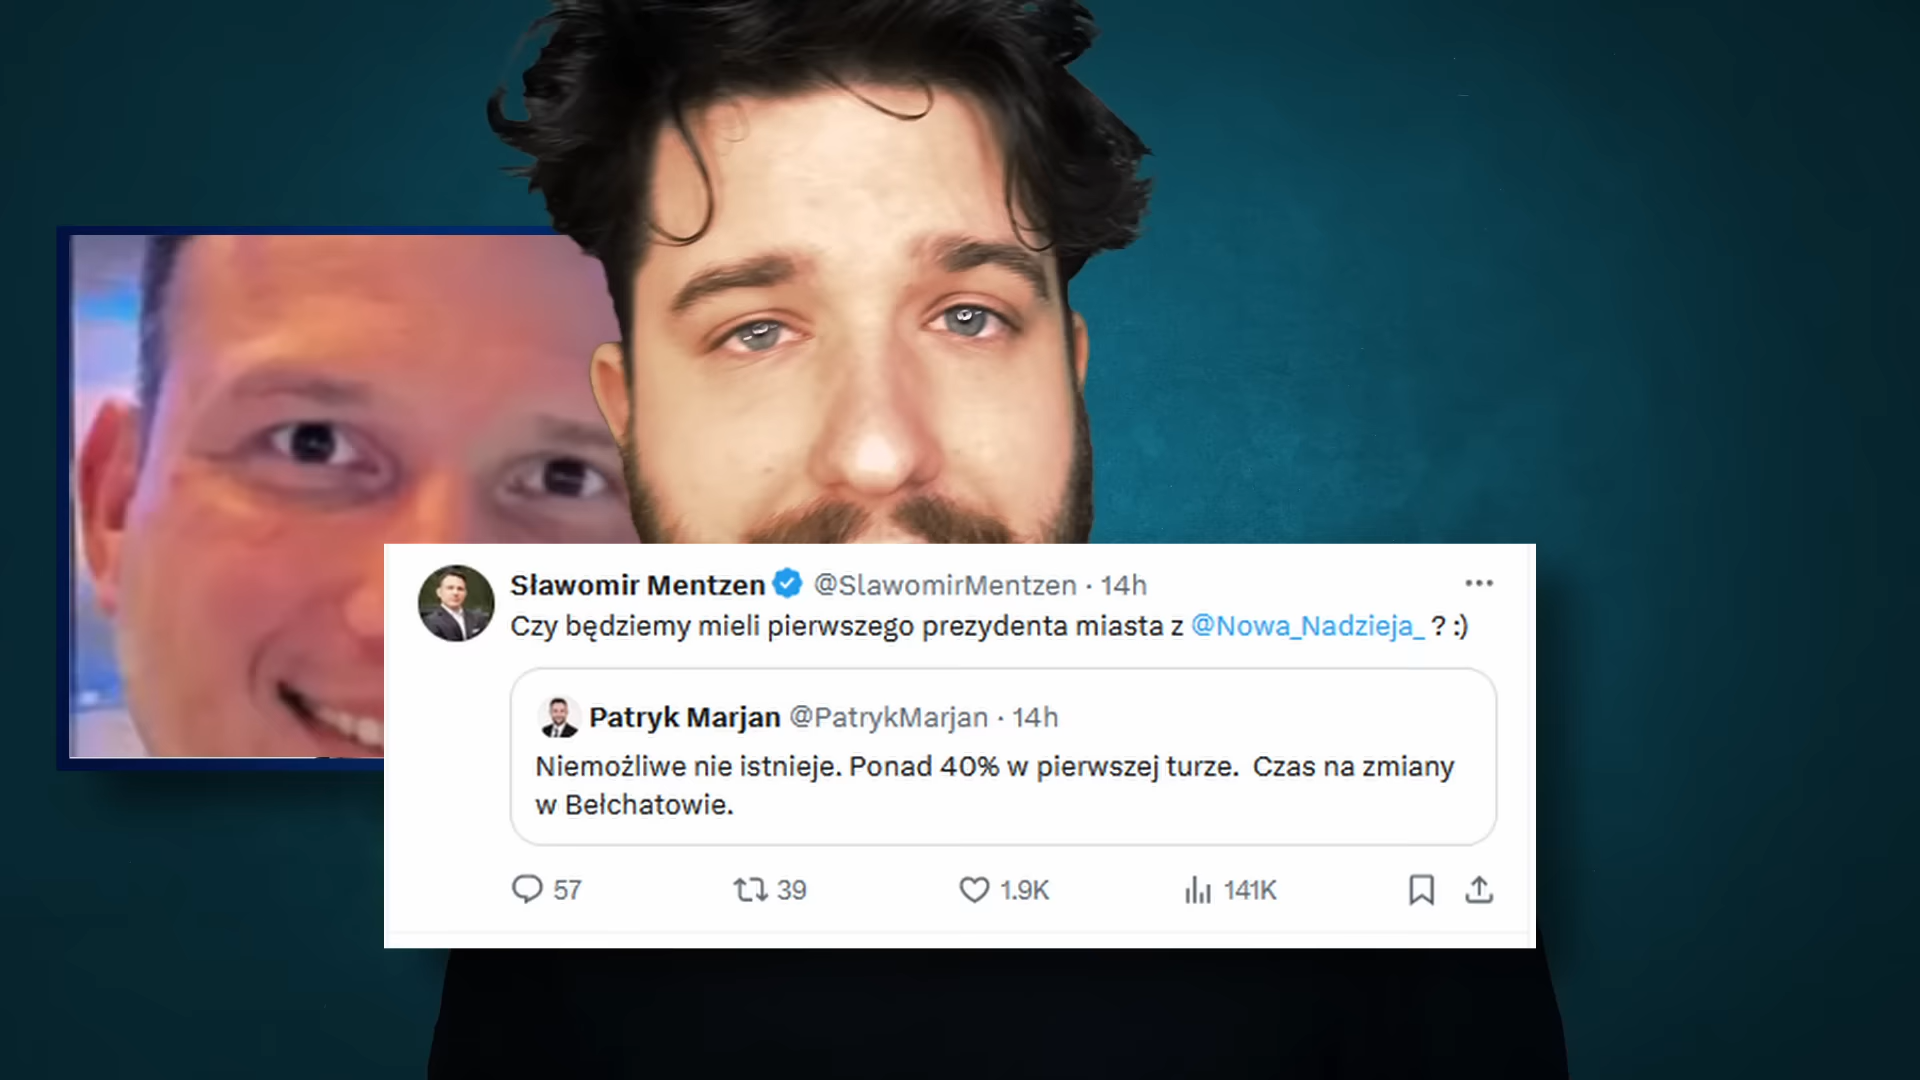 Sławomir Mentzen @SlawomirMentzen · 14h
Czy będziemy mieli pierwszego prezydenta miasta z @Nowa_Nadzieja_ ? :)
Patryk Marjan @PatrykMarjan · 14h
Niemożliwe nie istnieje. Ponad 40% w pierwszej turze. Czas na zmiany
w Bełchatowie.
57 39 1.9K 141K